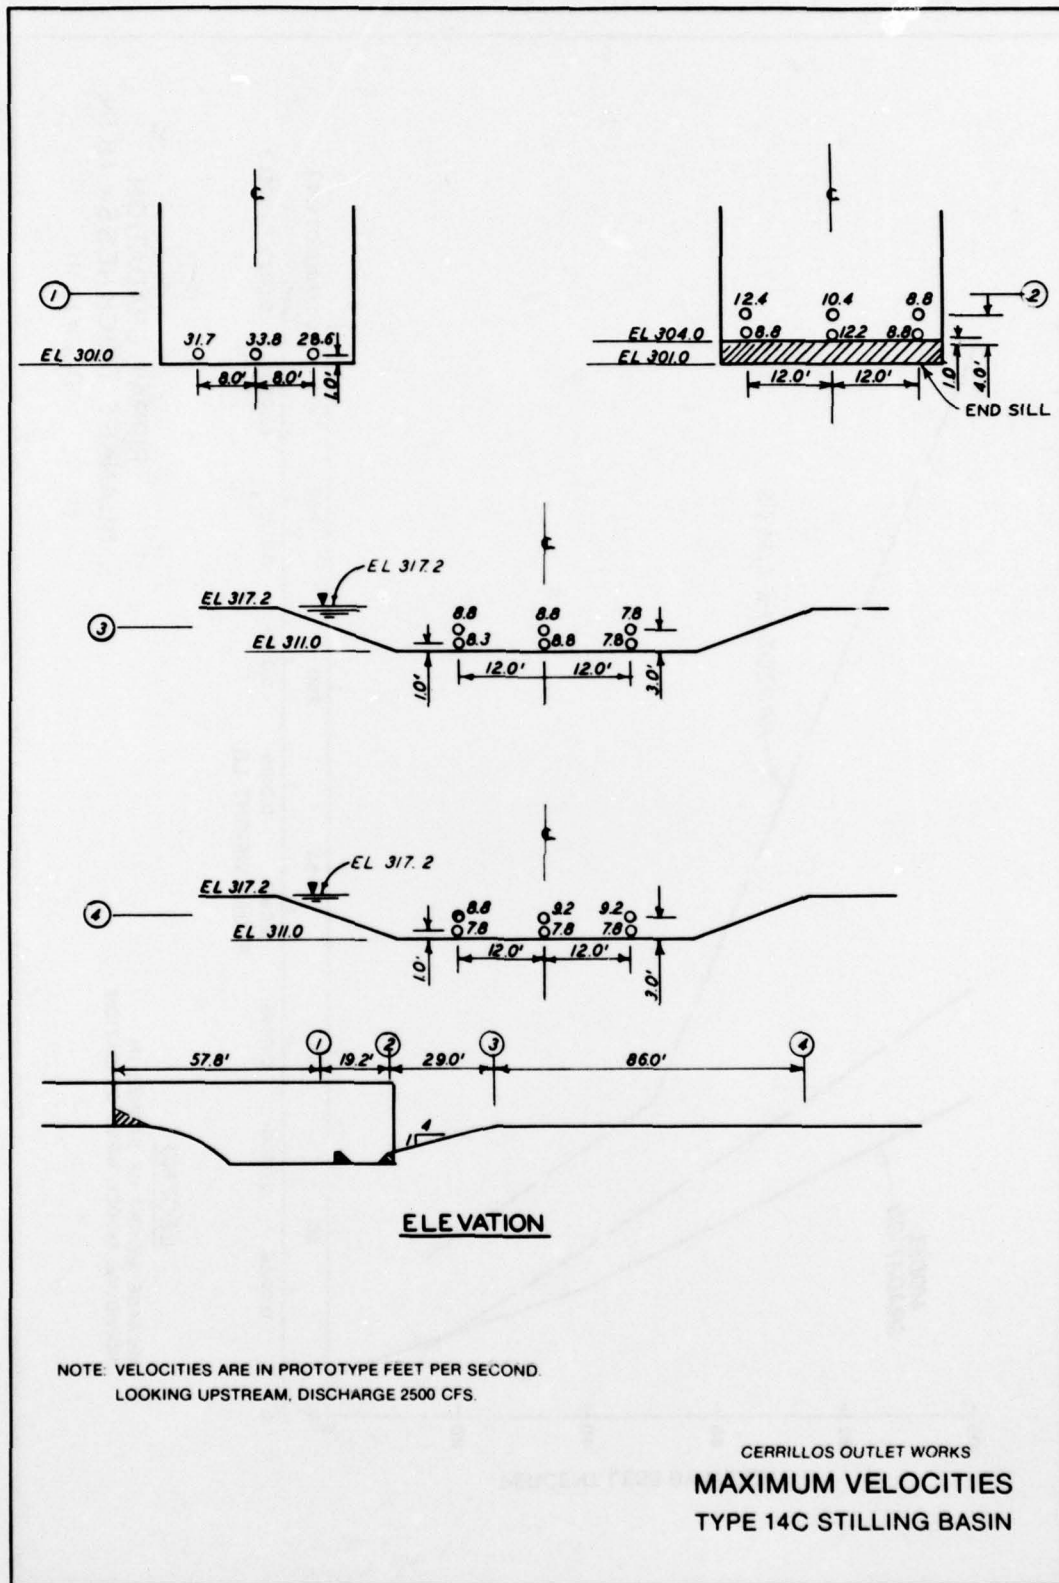 ℄ ℄
1 2
31.7 33.8 28.6
EL 301.0
8.0' 8.0' 1.0'
12.4 10.4 8.8
EL 304.0 8.8 12.2 8.8
EL 301.0
12.0' 12.0' 1.0' 4.0'
END SILL
℄
EL 317.2
EL 317.2
3
8.8 8.8 7.8
EL 311.0 8.3 8.8 7.8
1.0' 12.0' 12.0' 3.0'
℄
EL 317.2
EL 317.2
4
8.8 9.2 9.2
EL 311.0 7.8 7.8 7.8
1.0' 12.0' 12.0' 3.0'
57.8' 1 19.2' 2 29.0' 3 86.0' 4
4
1
ELEVATION
NOTE: VELOCITIES ARE IN PROTOTYPE FEET PER SECOND.
LOOKING UPSTREAM, DISCHARGE 2500 CFS.
CERRILLOS OUTLET WORKS
MAXIMUM VELOCITIES
TYPE 14C STILLING BASIN